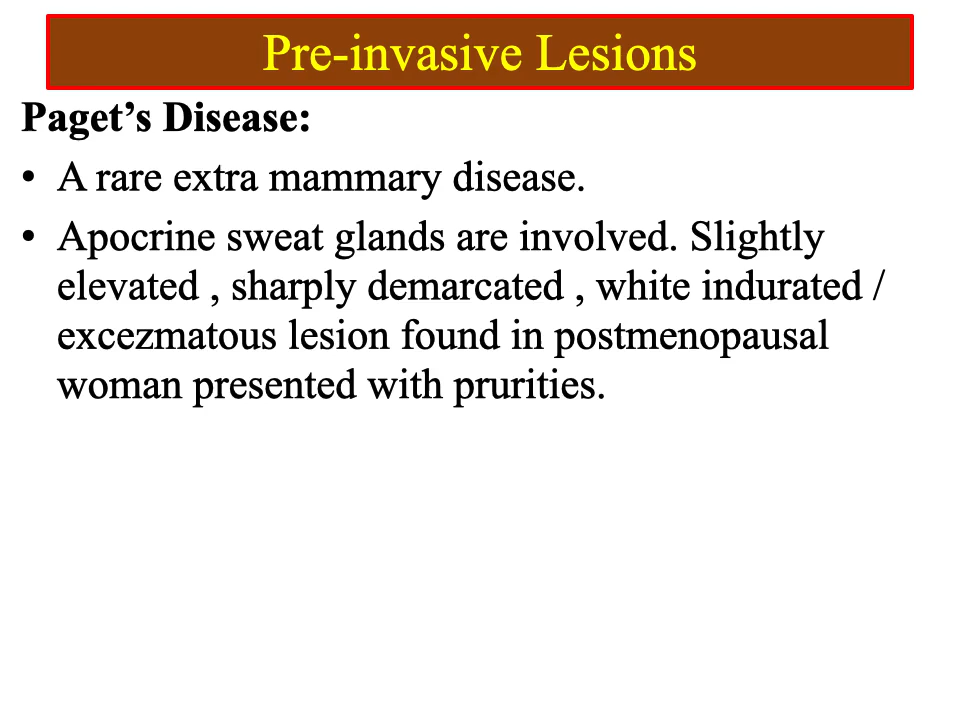 Pre-invasive Lesions
Paget’s Disease:
• A rare extra mammary disease.
• Apocrine sweat glands are involved. Slightly
elevated , sharply demarcated , white indurated /
excezmatous lesion found in postmenopausal
woman presented with prurities.